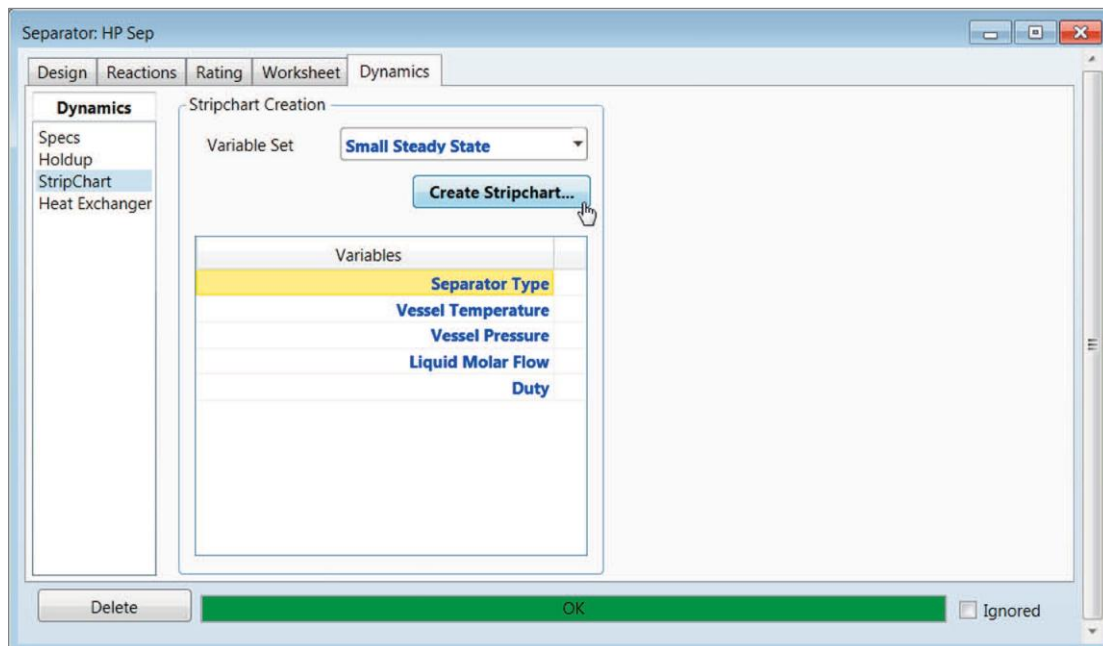 Separator: HP Sep
Design Reactions Rating Worksheet Dynamics
Dynamics
Specs
Holdup
StripChart
Heat Exchanger
Stripchart Creation
Variable Set Small Steady State
Create Stripchart...
Variables
Separator Type
Vessel Temperature
Vessel Pressure
Liquid Molar Flow
Duty
Delete OK Ignored